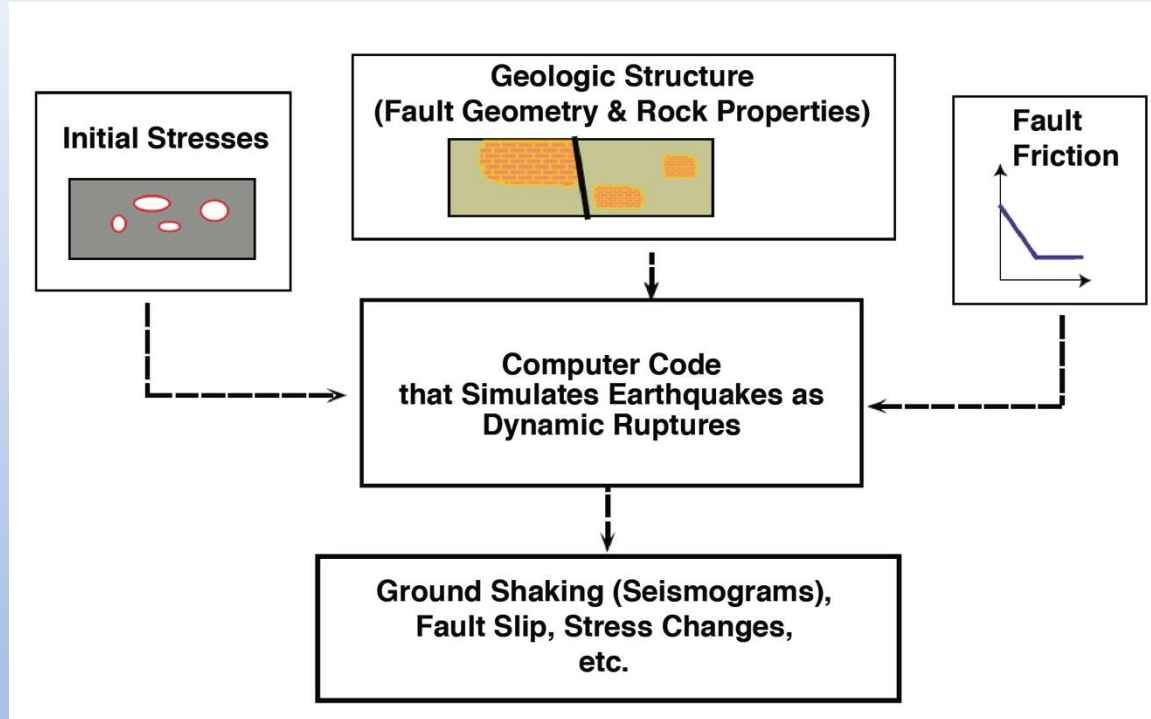 Initial Stresses
Geologic Structure
(Fault Geometry & Rock Properties)
Fault
Friction
Computer Code
that Simulates Earthquakes as
Dynamic Ruptures
Ground Shaking (Seismograms),
Fault Slip, Stress Changes,
etc.